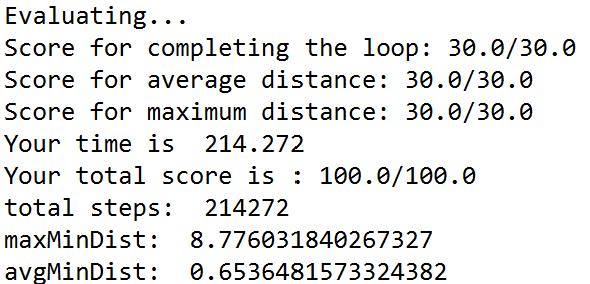 Evaluating...
Score for completing the loop: 30.0/30.0
Score for average distance: 30.0/30.0
Score for maximum distance: 30.0/30.0
Your time is  214.272
Your total score is : 100.0/100.0
total steps:  214272
maxMinDist:  8.776031840267327
avgMinDist:  0.6536481573324382